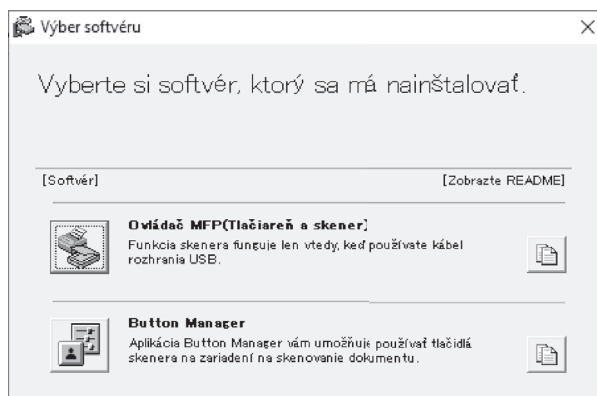 Výber softvéru
Vyberte si softvér, ktorý sa má nainštalovať.
[Softvér] [Zobrazte README]
Ovládač MFP(Tlačiareň a skener)
Funkcia skenera funguje len vtedy, keď používate kábel
rozhrania USB.
Button Manager
Aplikácia Button Manager vám umožňuje používať tlačidlá
skenera na zariadení na skenovanie dokumentu.